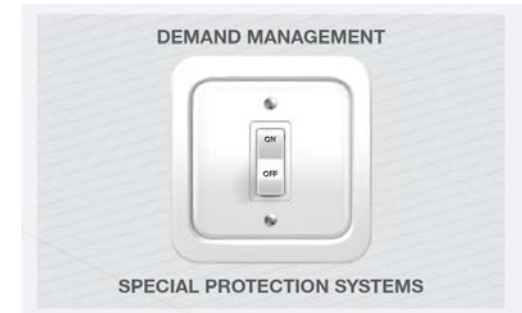 DEMAND MANAGEMENT
ON
OFF
SPECIAL PROTECTION SYSTEMS